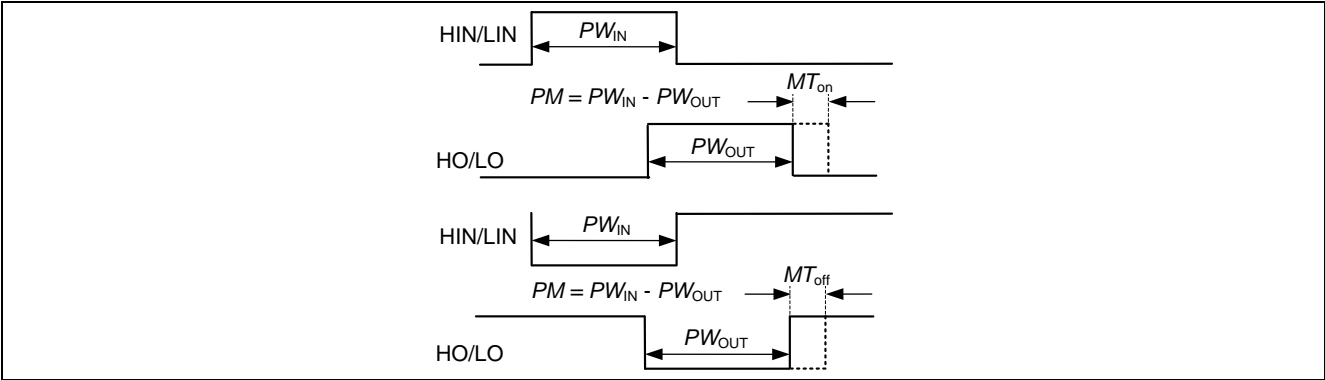 HIN/LIN
PW_IN
PM = PW_IN - PW_OUT
MT_on
HO/LO
PW_OUT
HIN/LIN
PW_IN
PM = PW_IN - PW_OUT
MT_off
HO/LO
PW_OUT